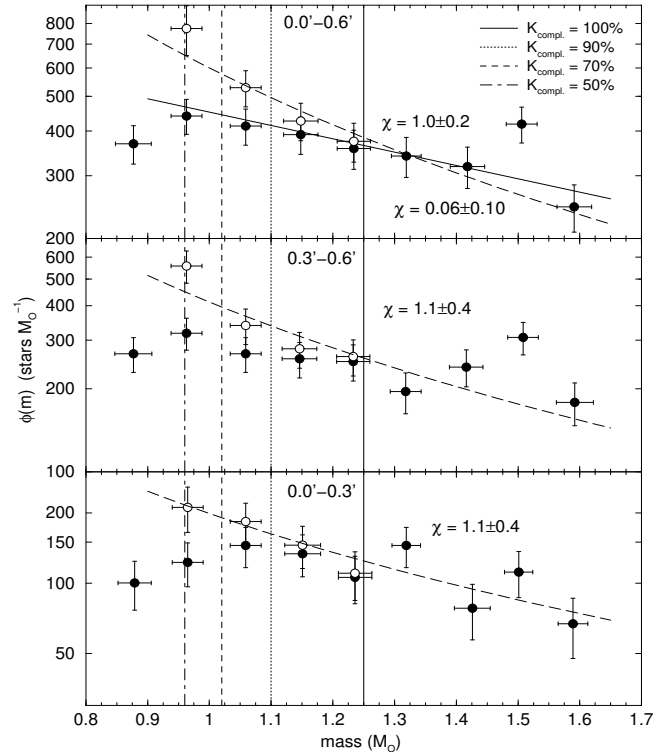 0.0'−0.6'
K_compl. = 100%
K_compl. = 90%
K_compl. = 70%
K_compl. = 50%
χ = 1.0±0.2
χ = 0.06±0.10
800
700
600
500
400
300
200
0.3'−0.6'
χ = 1.1±0.4
600
500
400
300
200
100
φ(m) (stars M_O⁻¹)
0.0'−0.3'
χ = 1.1±0.4
200
150
100
50
0.8 0.9 1 1.1 1.2 1.3 1.4 1.5 1.6 1.7
mass (M_O)